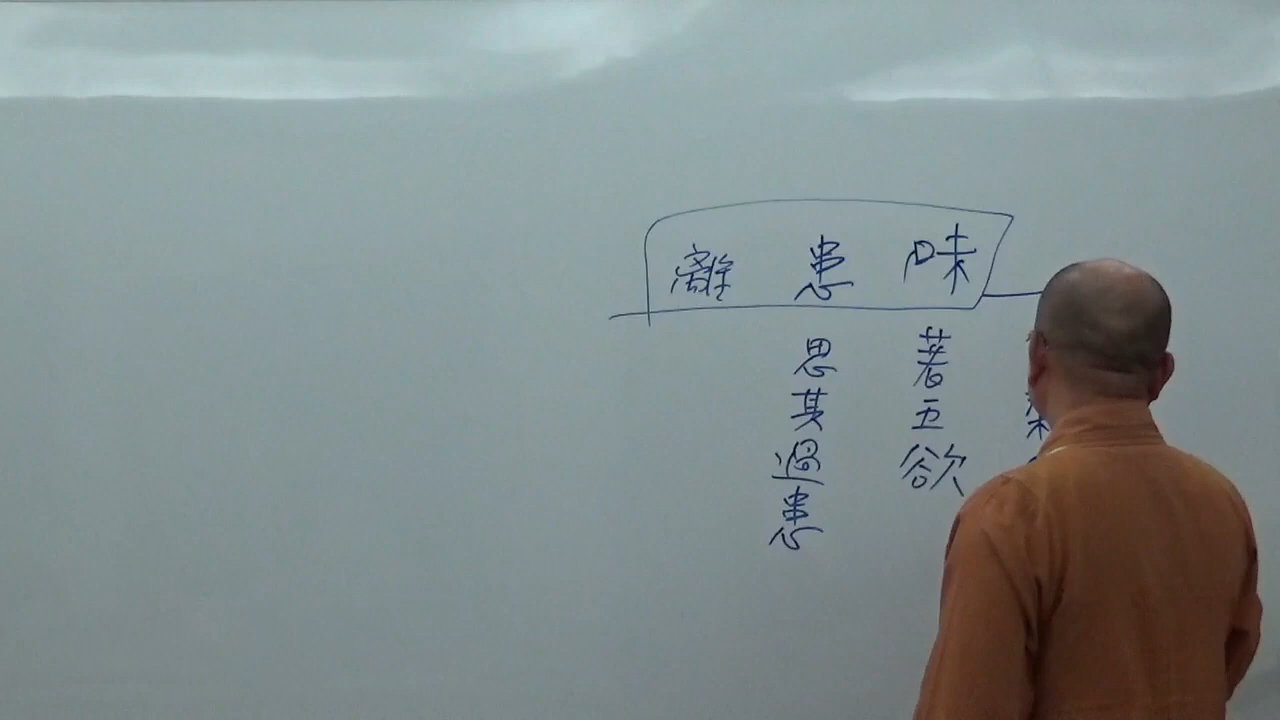 味 患 離
著五欲
思其過患